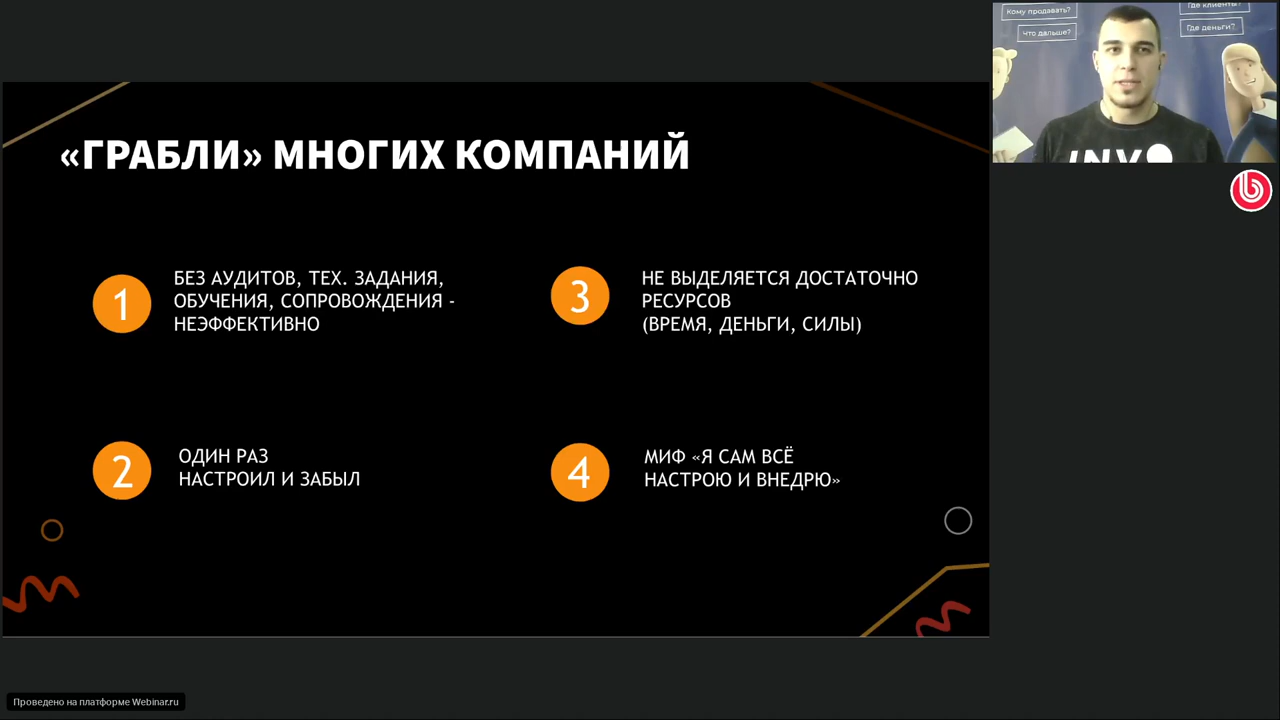 «ГРАБЛИ» МНОГИХ КОМПАНИЙ
1
БЕЗ АУДИТОВ, ТЕХ. ЗАДАНИЯ,
ОБУЧЕНИЯ, СОПРОВОЖДЕНИЯ -
НЕЭФФЕКТИВНО
2
ОДИН РАЗ
НАСТРОИЛ И ЗАБЫЛ
3
НЕ ВЫДЕЛЯЕТСЯ ДОСТАТОЧНО
РЕСУРСОВ
(ВРЕМЯ, ДЕНЬГИ, СИЛЫ)
4
МИФ «Я САМ ВСЁ
НАСТРОЮ И ВНЕДРЮ»
Кому продавать?
Что дальше?
Где клиенты?
Где деньги?
Проведено на платформе Webinar.ru